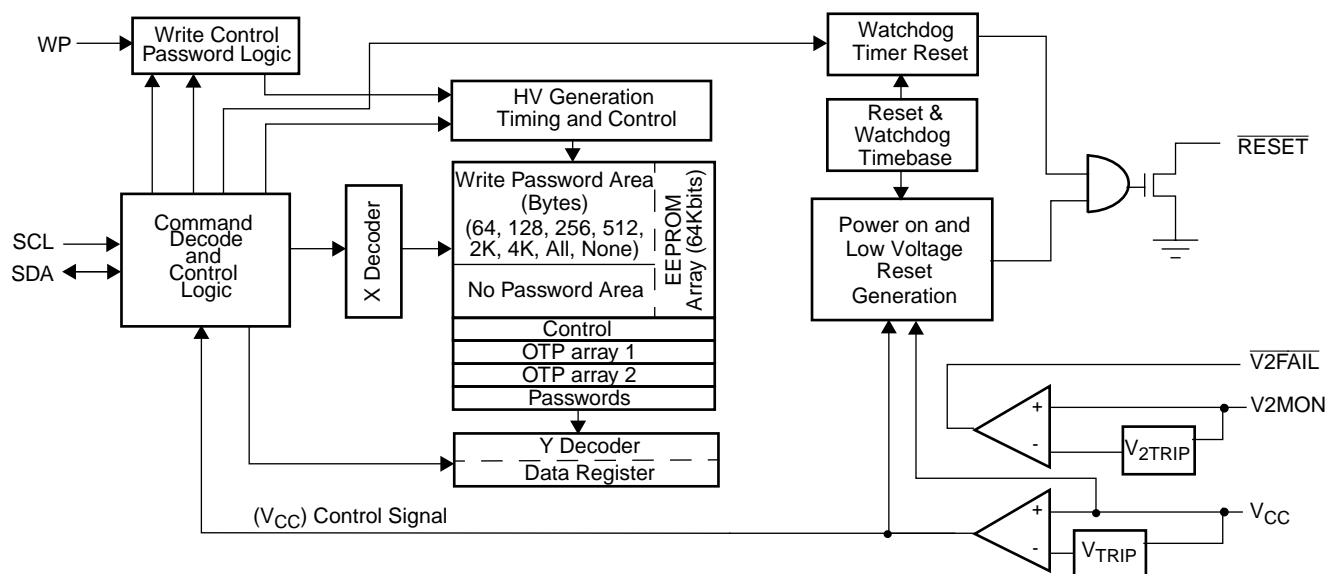 WP
Write Control
Password Logic
HV Generation
Timing and Control
Watchdog
Timer Reset
Reset &
Watchdog
Timebase
RESET
SCL
SDA
Command
Decode
and
Control
Logic
X Decoder
Write Password Area
(Bytes)
(64, 128, 256, 512,
2K, 4K, All, None)
EEPROM
Array (64Kbits)
No Password Area
Control
OTP array 1
OTP array 2
Passwords
Y Decoder
Data Register
Power on and
Low Voltage
Reset
Generation
V2FAIL
+
V2MON
-
V2TRIP
(VCC) Control Signal
+
VCC
-
VTRIP